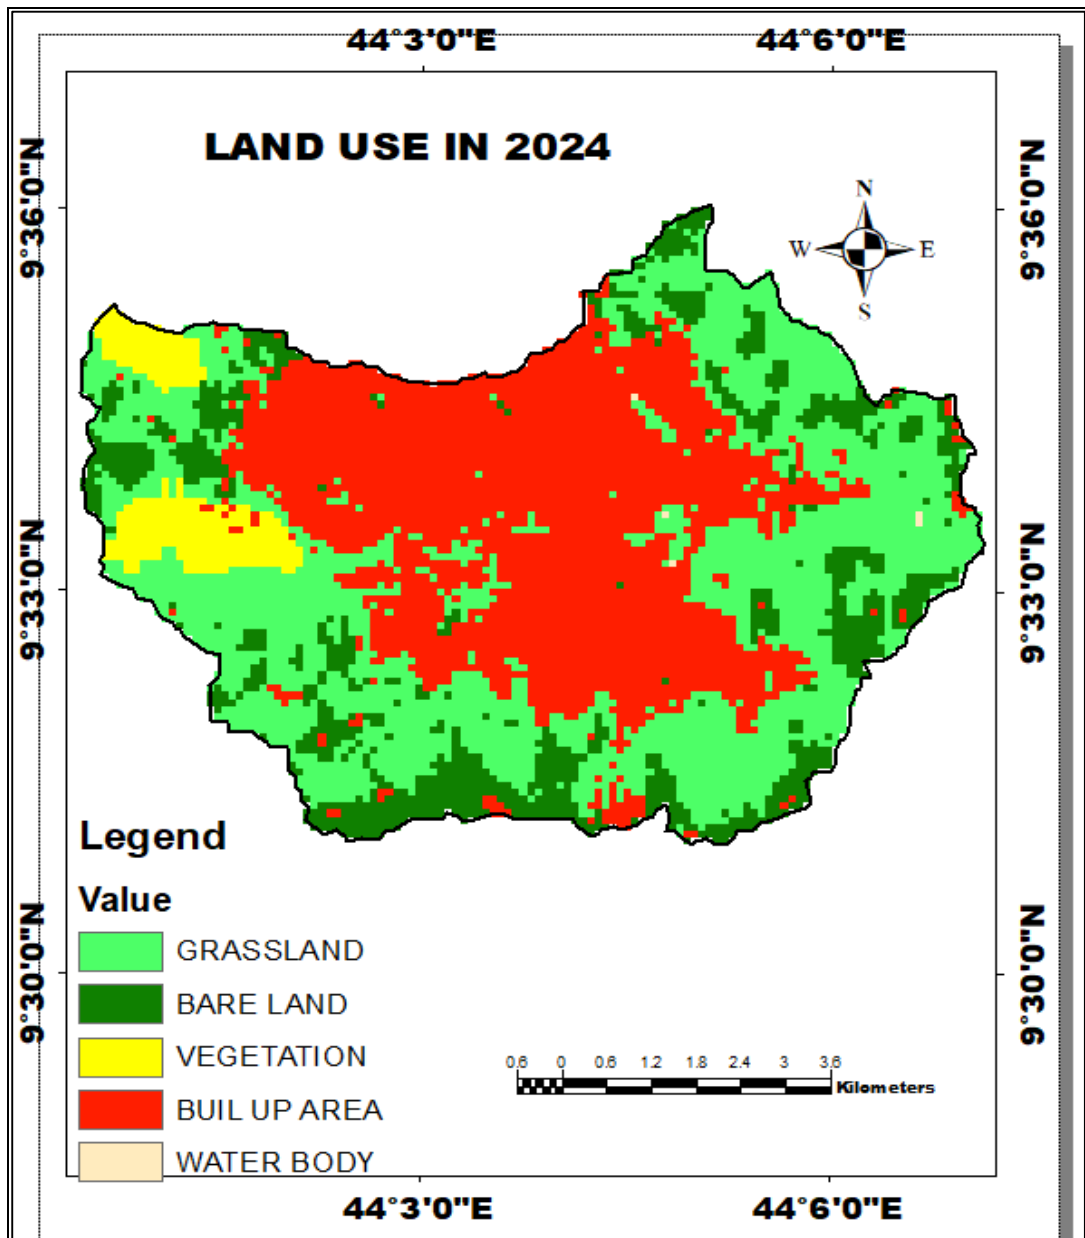 44°3'0"E 44°6'0"E
LAND USE IN 2024
9°36'0"N 9°36'0"N
N
W E
S
9°33'0"N 9°33'0"N
Legend
Value
GRASSLAND
BARE LAND
VEGETATION
BUIL UP AREA
WATER BODY
9°30'0"N 9°30'0"N
0.6 0 0.6 1.2 1.8 2.4 3 3.6
Kilometers
44°3'0"E 44°6'0"E